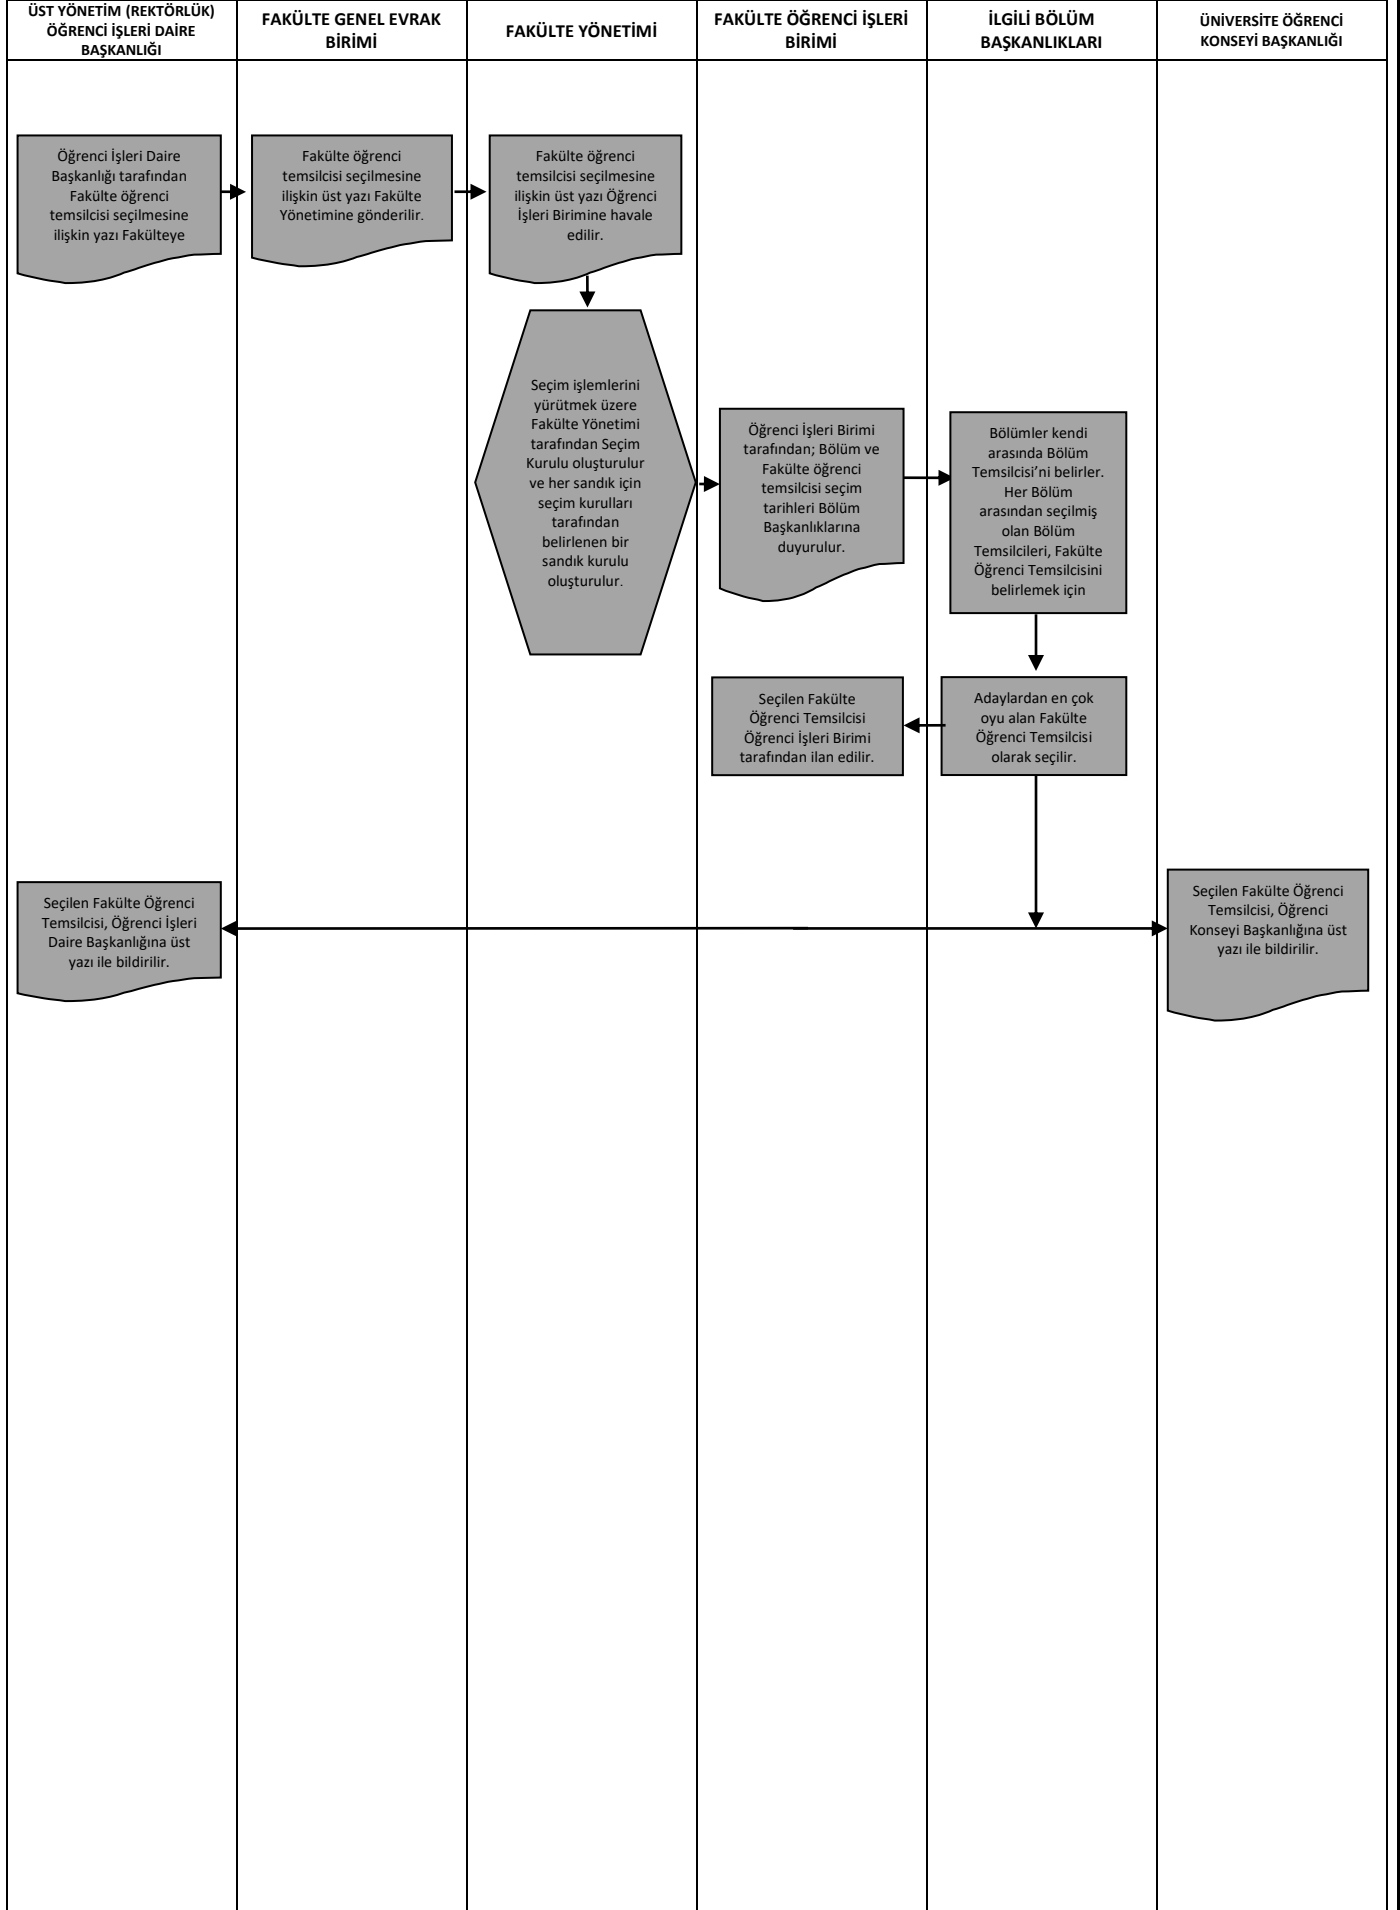 ÜST YÖNETİM (REKTÖRLÜK)
ÖĞRENCİ İŞLERİ DAİRE
BAŞKANLIĞI
FAKÜLTE GENEL EVRAK
BİRİMİ
FAKÜLTE YÖNETİMİ
FAKÜLTE ÖĞRENCİ İŞLERİ
BİRİMİ
İLGİLİ BÖLÜM
BAŞKANLIKLARI
ÜNİVERSİTE ÖĞRENCİ
KONSEYİ BAŞKANLIĞI
Öğrenci İşleri Daire
Başkanlığı tarafından
Fakülte öğrenci
temsilcisi seçilmesine
ilişkin yazı Fakülteye
Fakülte öğrenci
temsilcisi seçilmesine
ilişkin üst yazı Fakülte
Yönetimine gönderilir.
Fakülte öğrenci
temsilcisi seçilmesine
ilişkin üst yazı Öğrenci
İşleri Birimine havale
edilir.
Seçim işlemlerini
yürütmek üzere
Fakülte Yönetimi
tarafından Seçim
Kurulu oluşturulur
ve her sandık için
seçim kurulları
tarafından
belirlenen bir
sandık kurulu
oluşturulur.
Öğrenci İşleri Birimi
tarafından; Bölüm ve
Fakülte öğrenci
temsilcisi seçim
tarihleri Bölüm
Başkanlıklarına
duyurulur.
Bölümler kendi
arasında Bölüm
Temsilcisi’ni belirler.
Her Bölüm
arasından seçilmiş
olan Bölüm
Temsilcileri, Fakülte
Öğrenci Temsilcisini
belirlemek için
Seçilen Fakülte
Öğrenci Temsilcisi
Öğrenci İşleri Birimi
tarafından ilan edilir.
Adaylardan en çok
oyu alan Fakülte
Öğrenci Temsilcisi
olarak seçilir.
Seçilen Fakülte Öğrenci
Temsilcisi, Öğrenci İşleri
Daire Başkanlığına üst
yazı ile bildirilir.
Seçilen Fakülte Öğrenci
Temsilcisi, Öğrenci
Konseyi Başkanlığına üst
yazı ile bildirilir.